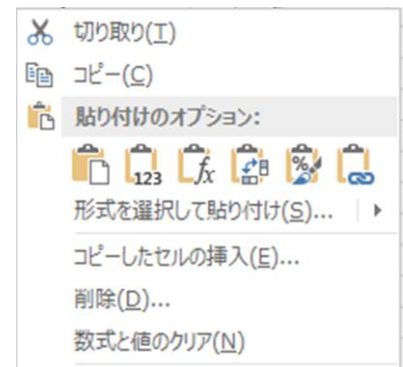 切り取り(T)
コピー(C)
貼り付けのオプション:
123 fx %
形式を選択して貼り付け(S)...
コピーしたセルの挿入(E)...
削除(D)...
数式と値のクリア(N)